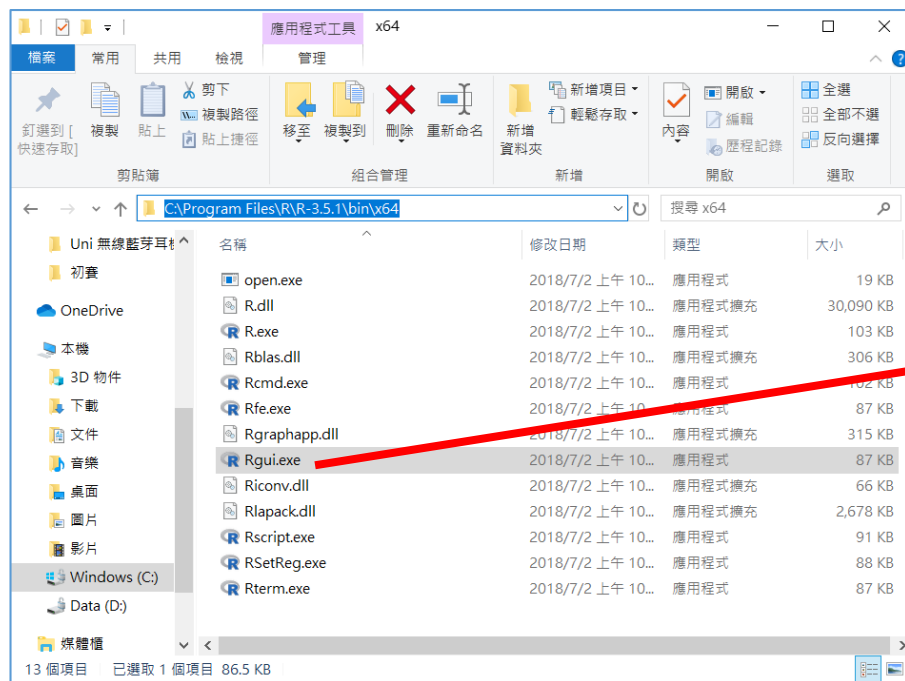 應用程式工具 x64
檔案 常用 共用 檢視 管理
釘選到 [快速存取] 複製 貼上 剪下 複製路徑 貼上捷徑
移至 複製到 刪除 重新命名
新增資料夾 新增項目 輕鬆存取
內容 開啟 編輯 歷程記錄
全選 全部不選 反向選擇
剪貼簿 組合管理 新增 開啟 選取
C:\Program Files\R\R-3.5.1\bin\x64 搜尋 x64
Uni 無線藍芽耳
初賽
OneDrive
本機
3D 物件
下載
文件
音樂
桌面
圖片
影片
Windows (C:)
Data (D:)
媒體櫃
名稱 修改日期 類型 大小
open.exe 2018/7/2 上午 10... 應用程式 19 KB
R.dll 2018/7/2 上午 10... 應用程式擴充 30,090 KB
R.exe 2018/7/2 上午 10... 應用程式 103 KB
Rblas.dll 2018/7/2 上午 10... 應用程式擴充 306 KB
Rcmd.exe 2018/7/2 上午 10... 應用程式 102 KB
Rfe.exe 2018/7/2 上午 10... 應用程式 87 KB
Rgraphapp.dll 2018/7/2 上午 10... 應用程式擴充 315 KB
Rgui.exe 2018/7/2 上午 10... 應用程式 87 KB
Riconv.dll 2018/7/2 上午 10... 應用程式擴充 66 KB
Rlapack.dll 2018/7/2 上午 10... 應用程式擴充 2,678 KB
Rscript.exe 2018/7/2 上午 10... 應用程式 91 KB
RSetReg.exe 2018/7/2 上午 10... 應用程式 88 KB
Rterm.exe 2018/7/2 上午 10... 應用程式 87 KB
13 個項目 已選取 1 個項目 86.5 KB